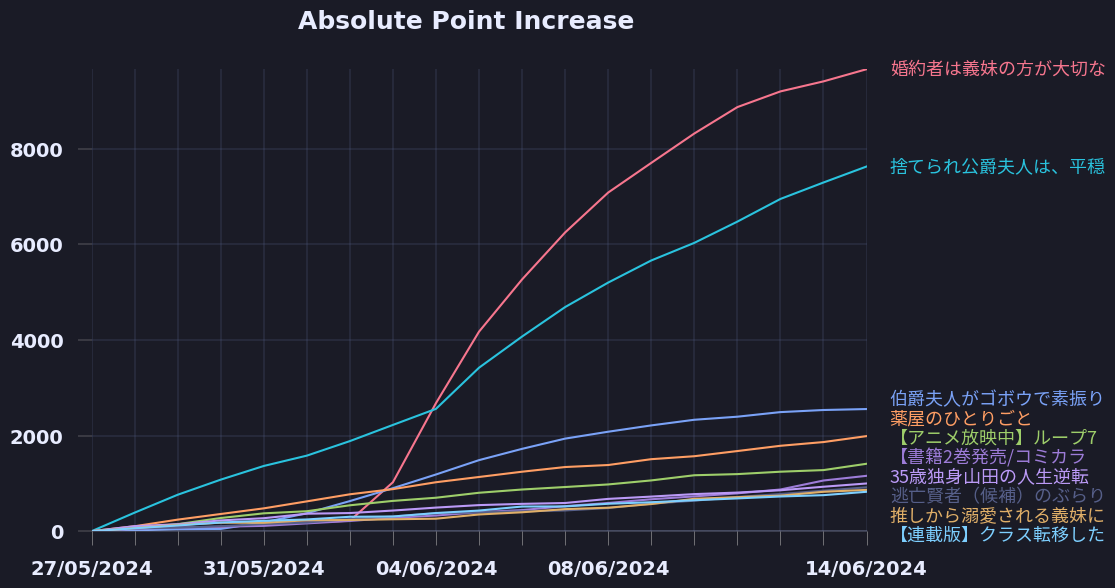 Absolute Point Increase
婚約者は義妹の方が大切な
8000
捨てられ公爵夫人は、平穏
6000
4000
伯爵夫人がゴボウで素振り
薬屋のひとりごと
2000
【アニメ放映中】ループ7
【書籍2巻発売/コミカラ
35歳独身山田の人生逆転
逃亡賢者（候補）のぶらり
推しから溺愛される義妹に
0
【連載版】クラス転移した
27/05/2024 31/05/2024 04/06/2024 08/06/2024 14/06/2024